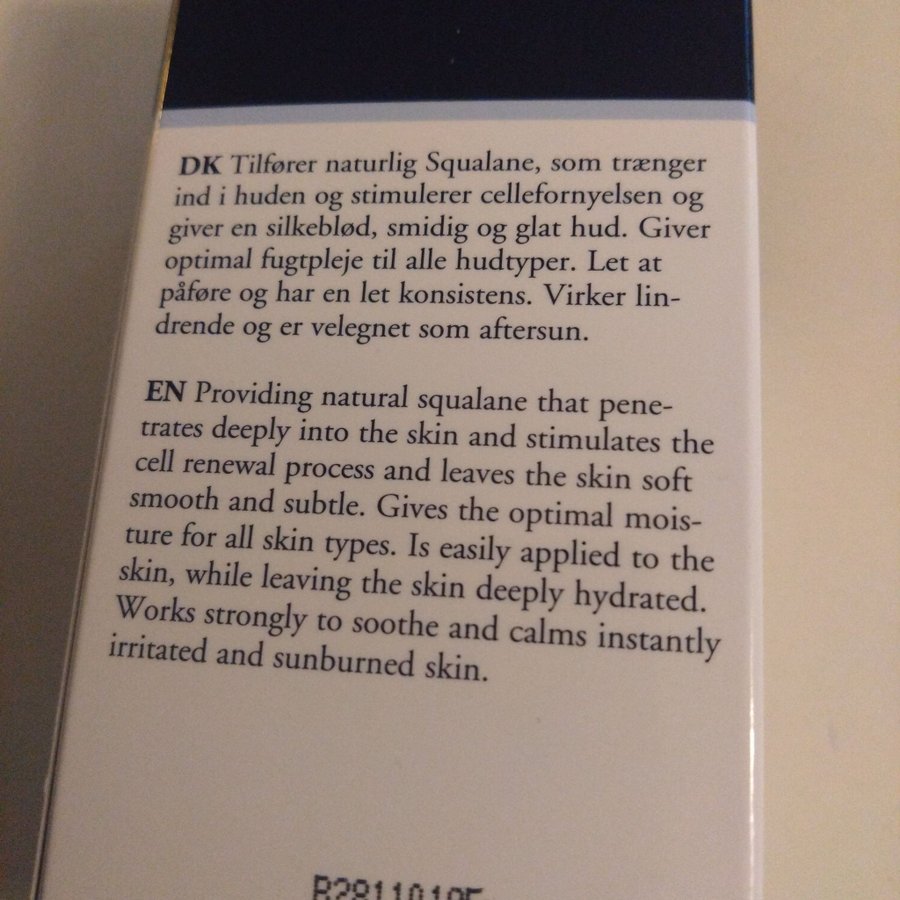 DK Tilfører naturlig Squalane, som trænger
ind i huden og stimulerer cellefornyelsen og
giver en silkeblød, smidig og glat hud. Giver
optimal fugtpleje til alle hudtyper. Let at
påføre og har en let konsistens. Virker lin-
drende og er velegnet som aftersun.
EN Providing natural squalane that pene-
trates deeply into the skin and stimulates the
cell renewal process and leaves the skin soft
smooth and subtle. Gives the optimal mois-
ture for all skin types. Is easily applied to the
skin, while leaving the skin deeply hydrated.
Works strongly to soothe and calms instantly
irritated and sunburned skin.